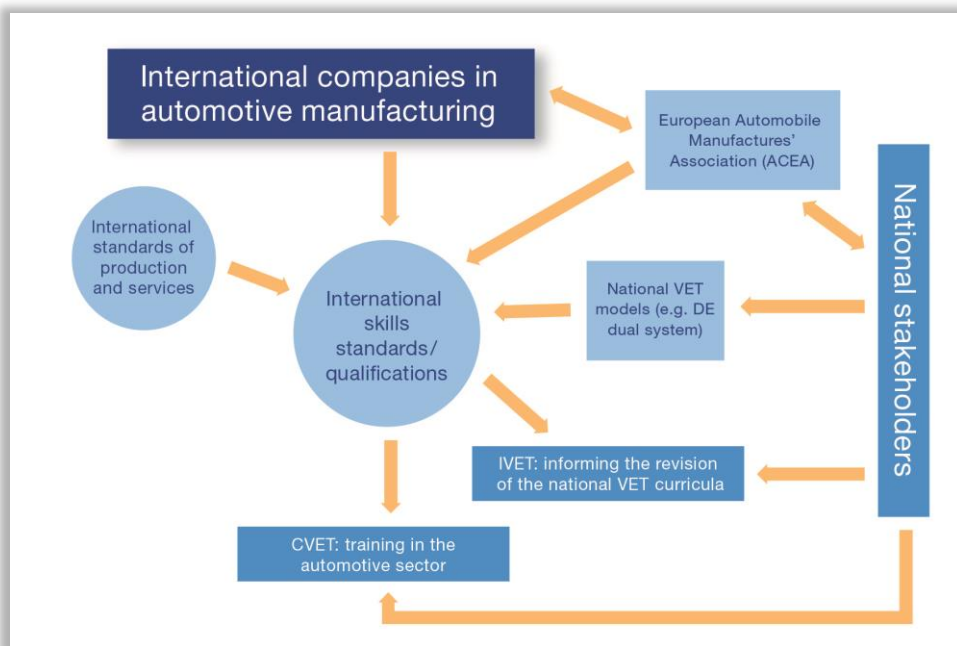 International companies in
automotive manufacturing
European Automobile
Manufactures’
Association (ACEA)
International
standards of
production
and services
International
skills
standards/
qualifications
National VET
models (e.g. DE
dual system)
National stakeholders
IVET: informing the revision
of the national VET curricula
CVET: training in the
automotive sector